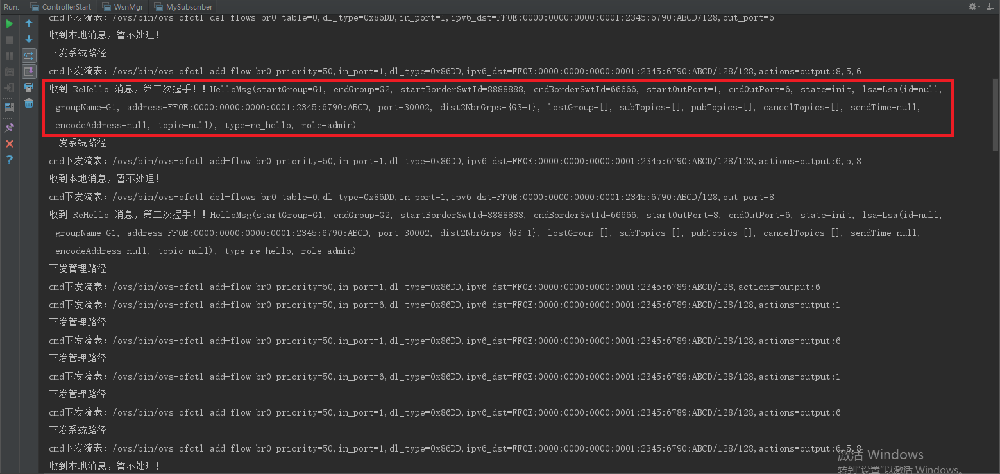 Run: ControllerStart WsnMgr MySubscriber
cmd下发流表：/ovs/bin/ovs-ofctl del-flows br0 table=0,dl_type=0x86DD,in_port=1,ipv6_dst=FF0E:0000:0000:0000:0001:2345:6790:ABCD/128,out_port=6
收到本地消息，暂不处理！
下发系统路径
cmd下发流表：/ovs/bin/ovs-ofctl add-flow br0 priority=50,in_port=1,dl_type=0x86DD,ipv6_dst=FF0E:0000:0000:0000:0001:2345:6790:ABCD/128/128,actions=output:8,5,6
收到 ReHello 消息，第二次握手！！HelloMsg(startGroup=G1, endGroup=G2, startBorderSwtId=8888888, endBorderSwtId=66666, startOutPort=1, endOutPort=6, state=init, lsa=Lsa(id=null,
groupName=G1, address=FF0E:0000:0000:0000:0001:2345:6790:ABCD, port=30002, dist2NbrGrps={G3=1}, lostGroup=[], subTopics=[], pubTopics=[], cancelTopics=[], sendTime=null,
encodeAddress=null, topic=null), type=re_hello, role=admin)
下发系统路径
cmd下发流表：/ovs/bin/ovs-ofctl add-flow br0 priority=50,in_port=1,dl_type=0x86DD,ipv6_dst=FF0E:0000:0000:0000:0001:2345:6790:ABCD/128/128,actions=output:6,5,8
收到本地消息，暂不处理！
cmd下发流表：/ovs/bin/ovs-ofctl del-flows br0 table=0,dl_type=0x86DD,in_port=1,ipv6_dst=FF0E:0000:0000:0000:0001:2345:6790:ABCD/128,out_port=8
收到 ReHello 消息，第二次握手！！HelloMsg(startGroup=G1, endGroup=G2, startBorderSwtId=8888888, endBorderSwtId=66666, startOutPort=8, endOutPort=6, state=init, lsa=Lsa(id=null,
groupName=G1, address=FF0E:0000:0000:0000:0001:2345:6790:ABCD, port=30002, dist2NbrGrps={G3=1}, lostGroup=[], subTopics=[], pubTopics=[], cancelTopics=[], sendTime=null,
encodeAddress=null, topic=null), type=re_hello, role=admin)
下发管理路径
cmd下发流表：/ovs/bin/ovs-ofctl add-flow br0 priority=50,in_port=1,dl_type=0x86DD,ipv6_dst=FF0E:0000:0000:0000:0001:2345:6789:ABCD/128,actions=output:6
cmd下发流表：/ovs/bin/ovs-ofctl add-flow br0 priority=50,in_port=6,dl_type=0x86DD,ipv6_dst=FF0E:0000:0000:0000:0001:2345:6789:ABCD/128/128,actions=output:1
下发管理路径
cmd下发流表：/ovs/bin/ovs-ofctl add-flow br0 priority=50,in_port=1,dl_type=0x86DD,ipv6_dst=FF0E:0000:0000:0000:0001:2345:6789:ABCD/128/128,actions=output:6
下发管理路径
cmd下发流表：/ovs/bin/ovs-ofctl add-flow br0 priority=50,in_port=6,dl_type=0x86DD,ipv6_dst=FF0E:0000:0000:0000:0001:2345:6789:ABCD/128/128,actions=output:1
下发管理路径
cmd下发流表：/ovs/bin/ovs-ofctl add-flow br0 priority=50,in_port=1,dl_type=0x86DD,ipv6_dst=FF0E:0000:0000:0000:0001:2345:6789:ABCD/128/128,actions=output:6
下发系统路径
cmd下发流表：/ovs/bin/ovs-ofctl add-flow br0 priority=50,in_port=1,dl_type=0x86DD,ipv6_dst=FF0E:0000:0000:0000:0001:2345:6790:ABCD/128/128,actions=output:6,5,8
激活 Windows
收到本地消息，暂不处理！
转到"设置"以激活 Windows。